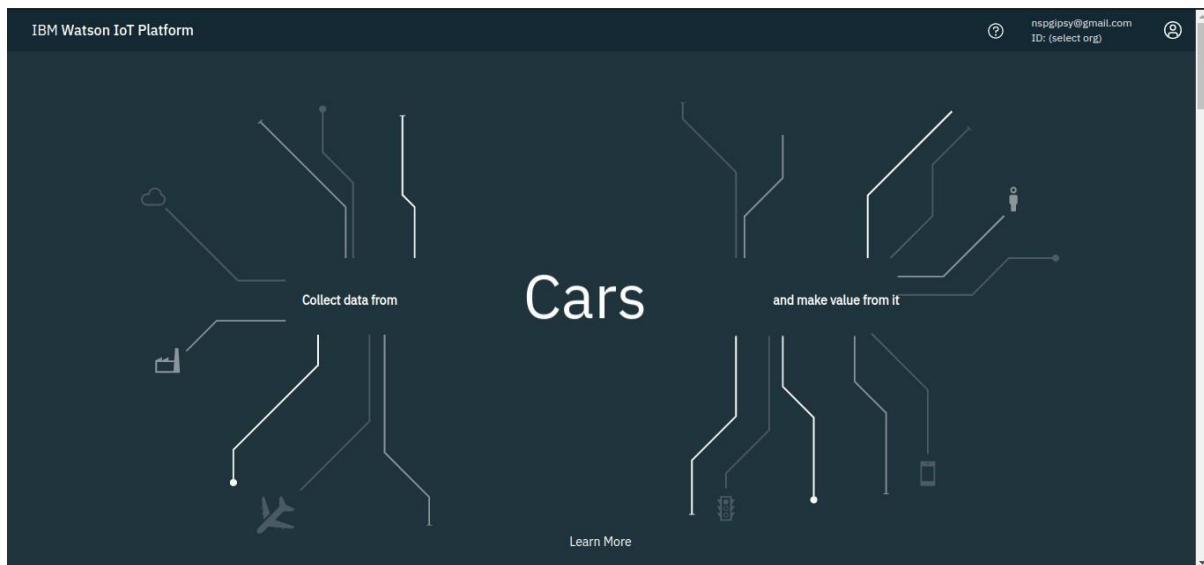 IBM Watson IoT Platform
nspgipsy@gmail.com
ID: (select org)
Collect data from
Cars
and make value from it
Learn More